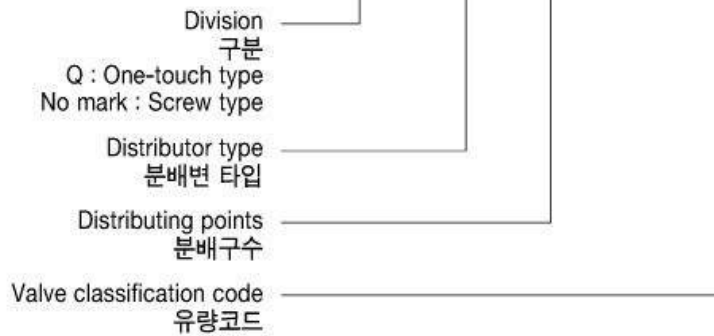 Division
구분
Q : One-touch type
No mark : Screw type
Distributor type
분배변 타입
Distributing points
분배구수
Valve classification code
유량코드